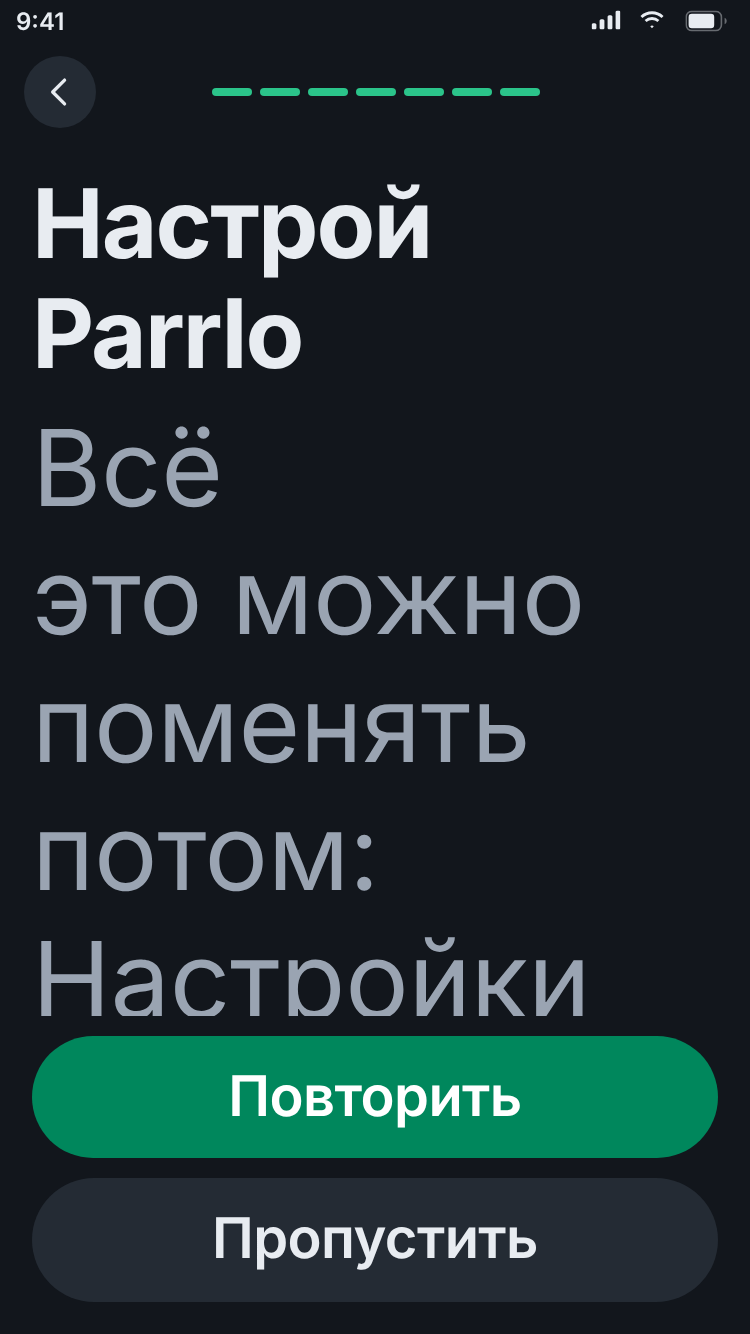 9:41
Настрой
Parrlo
Всё
это можно
поменять
потом:
Настройки
Повторить
Пропустить